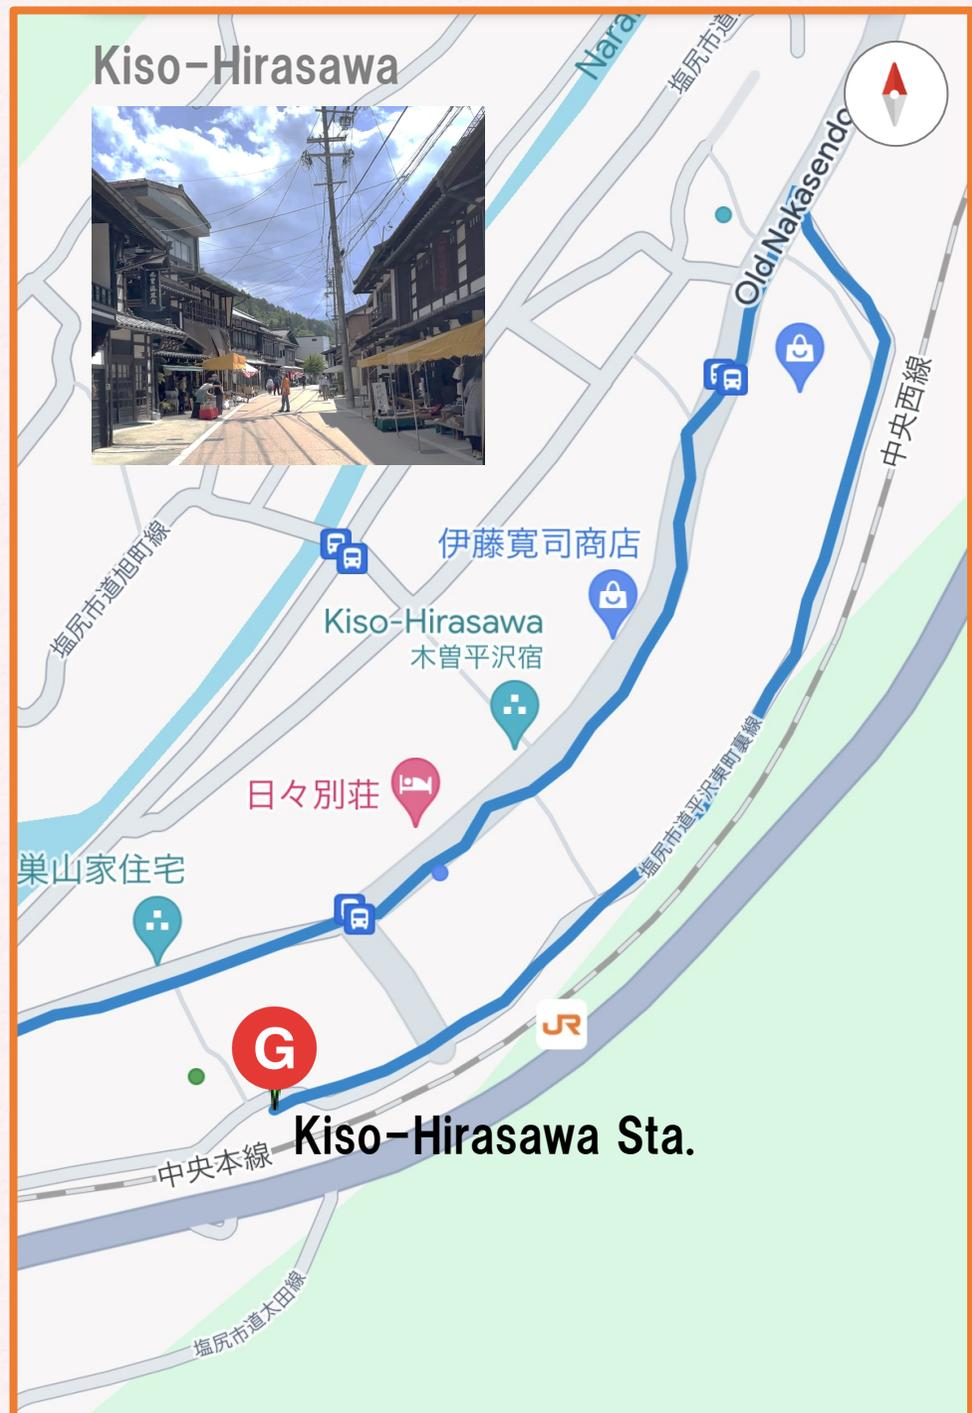 Kiso-Hirasawa
Narai
塩尻市道
Old Nakasendo
中央西線
塩尻市道旭町線
伊藤寛司商店
Kiso-Hirasawa
木曽平沢宿
日々別荘
塩尻市道平沢東町裏線
巣山家住宅
JR
G
Kiso-Hirasawa Sta.
中央本線
塩尻市道太田線